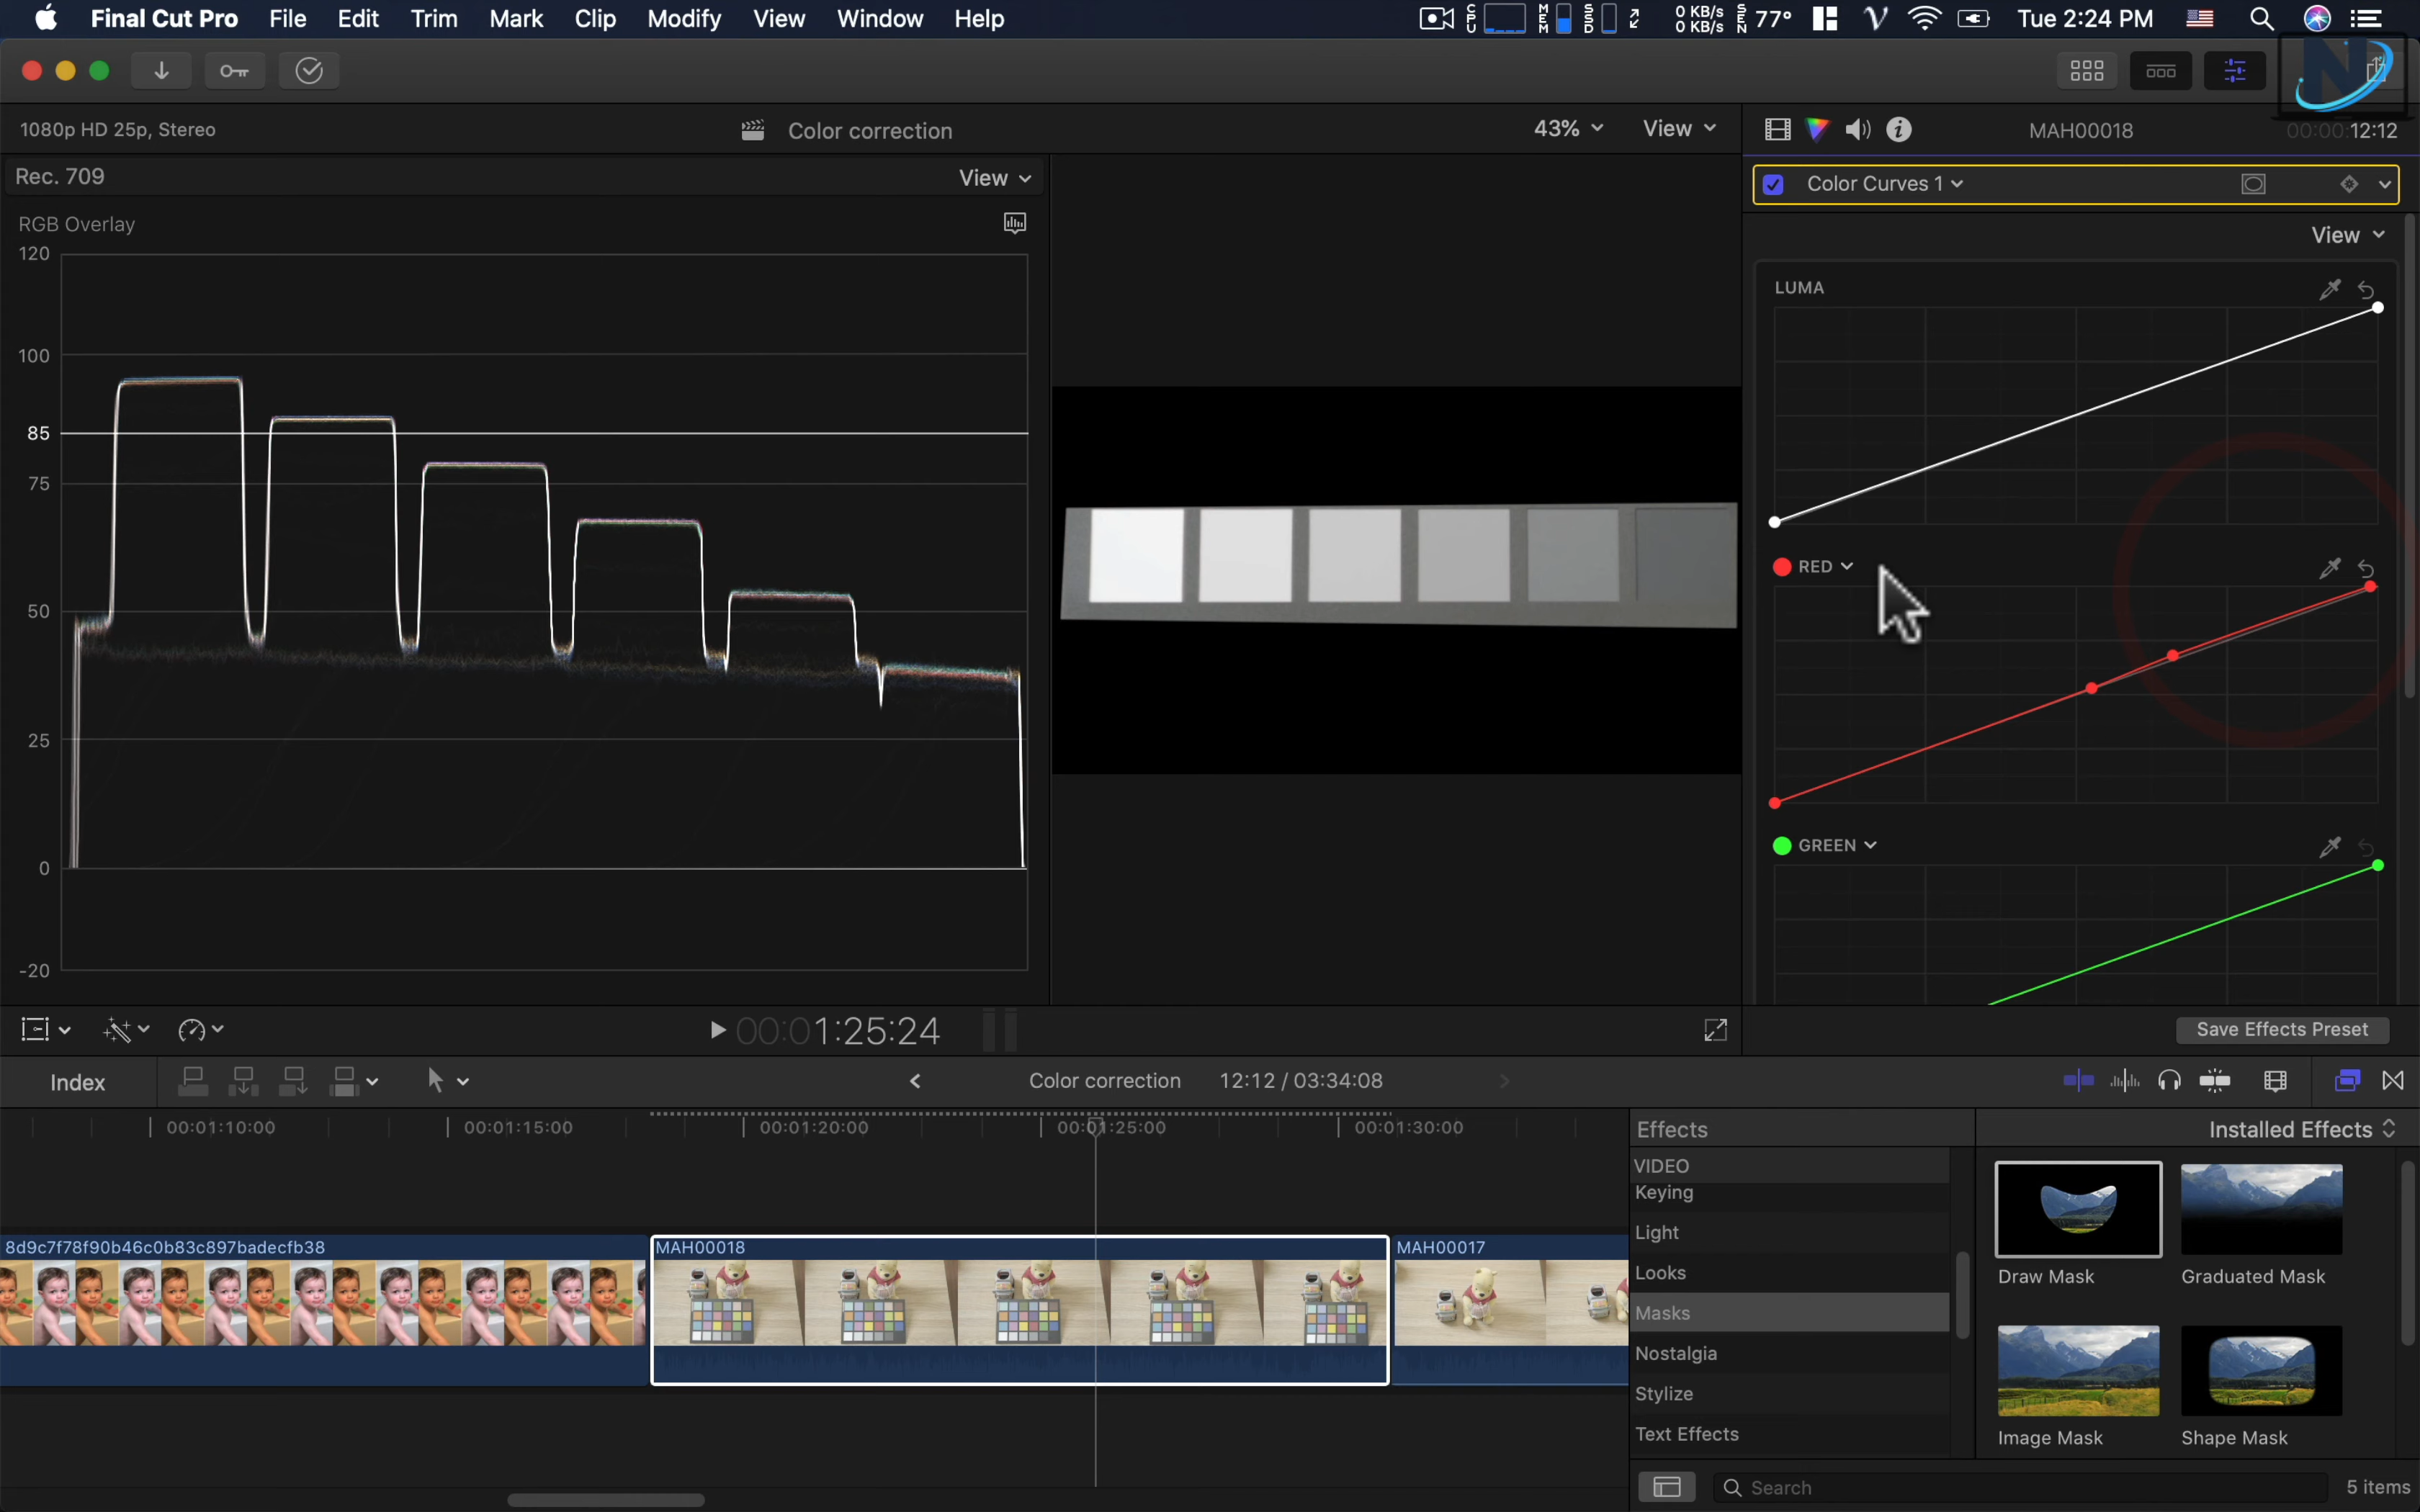 Final Cut Pro File Edit Trim Mark Clip Modify View Window Help
CPU MEM SSD 0 KB/s 0 KB/s SEN 77° Tue 2:24 PM
1080p HD 25p, Stereo
Color correction
43% View
MAH00018
00:00:12:12
Rec. 709
View
Color Curves 1
View
RGB Overlay
LUMA
120
100
85
75
50
25
0
-20
RED
GREEN
00:01:25:24
Save Effects Preset
Index
Color correction 12:12 / 03:34:08
00:01:10:00 00:01:15:00 00:01:20:00 00:01:25:00 00:01:30:00
Effects
Installed Effects
VIDEO
Keying
Light
Looks
Masks
Nostalgia
Stylize
Text Effects
Draw Mask
Graduated Mask
Image Mask
Shape Mask
8d9c7f78f90b46c0b83c897badecfb38
MAH00018
MAH00017
Search
5 items